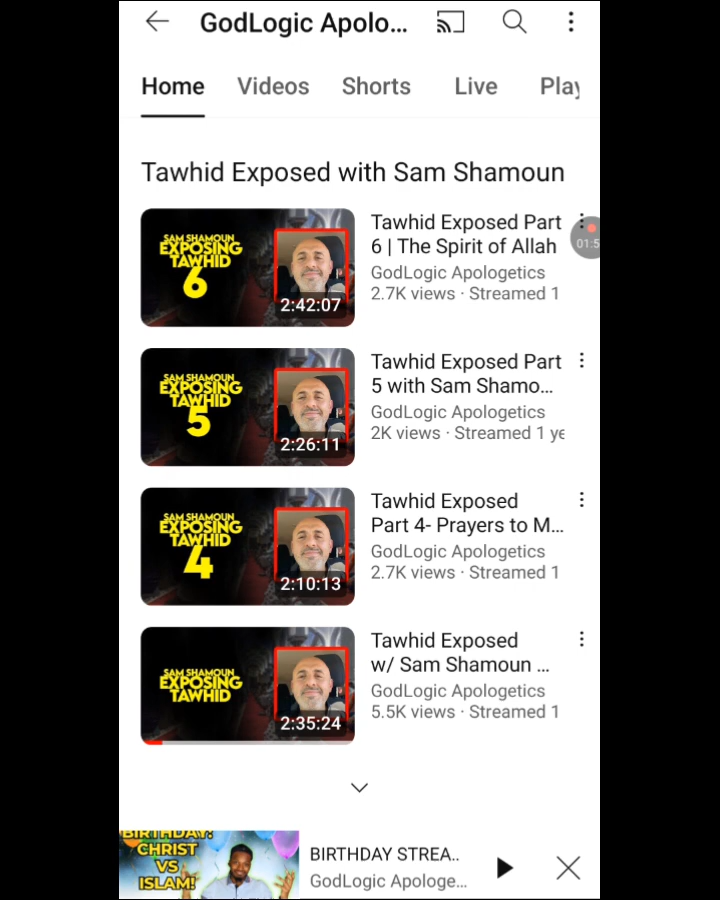 GodLogic Apolo...
Home Videos Shorts Live Play
Tawhid Exposed with Sam Shamoun
SAM SHAMOUN
EXPOSING
TAWHID
6
2:42:07
Tawhid Exposed Part
6 | The Spirit of Allah
GodLogic Apologetics
2.7K views · Streamed 1
01:5
SAM SHAMOUN
EXPOSING
TAWHID
5
2:26:11
Tawhid Exposed Part
5 with Sam Shamo...
GodLogic Apologetics
2K views · Streamed 1 ye
SAM SHAMOUN
EXPOSING
TAWHID
4
2:10:13
Tawhid Exposed
Part 4- Prayers to M...
GodLogic Apologetics
2.7K views · Streamed 1
SAM SHAMOUN
EXPOSING
TAWHID
2:35:24
Tawhid Exposed
w/ Sam Shamoun ...
GodLogic Apologetics
5.5K views · Streamed 1
BIRTHDAY!
CHRIST
VS
ISLAM!
BIRTHDAY STREA..
GodLogic Apologe...